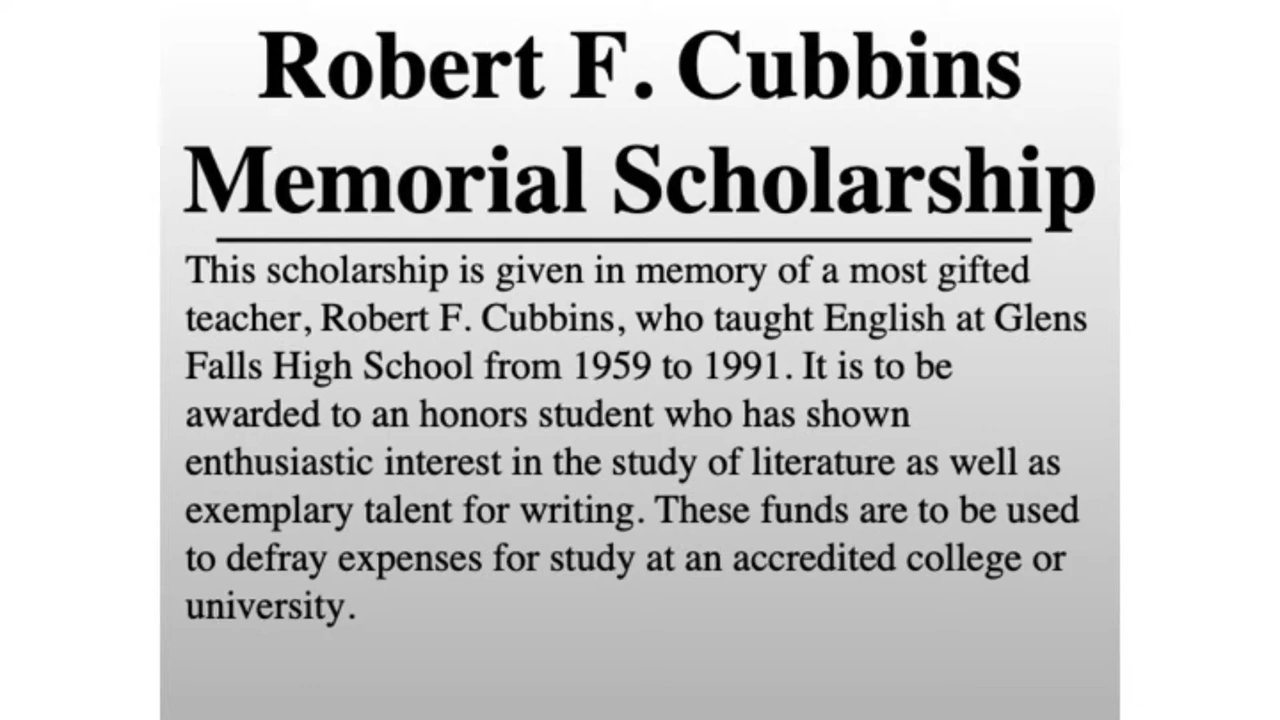 Robert F. Cubbins
Memorial Scholarship
This scholarship is given in memory of a most gifted
teacher, Robert F. Cubbins, who taught English at Glens
Falls High School from 1959 to 1991. It is to be
awarded to an honors student who has shown
enthusiastic interest in the study of literature as well as
exemplary talent for writing. These funds are to be used
to defray expenses for study at an accredited college or
university.